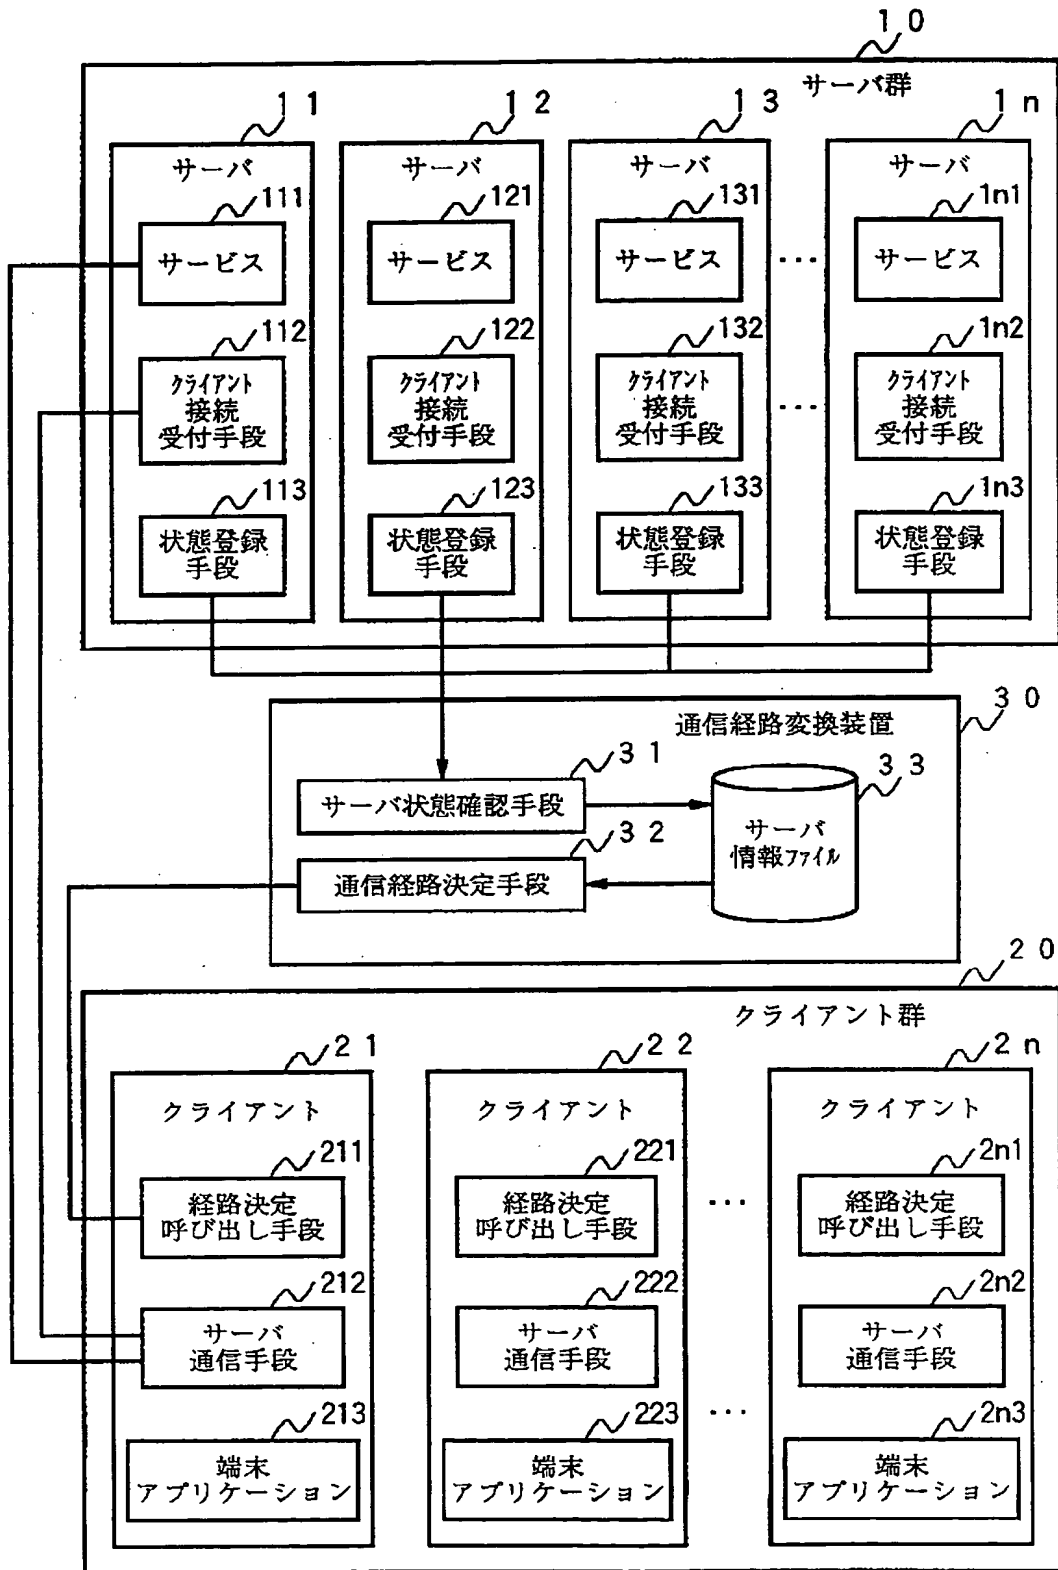 10
サーバ群
11
12
13
1n
サーバ
サーバ
サーバ
サーバ
111
121
131
1n1
サービス
サービス
サービス
...
サービス
112
122
132
1n2
クライアント
接続
受付手段
クライアント
接続
受付手段
クライアント
接続
受付手段
...
クライアント
接続
受付手段
113
123
133
1n3
状態登録
手段
状態登録
手段
状態登録
手段
状態登録
手段
30
通信経路変換装置
31
サーバ状態確認手段
33
サーバ
情報ファイル
32
通信経路決定手段
20
クライアント群
21
22
2n
クライアント
クライアント
クライアント
211
221
2n1
経路決定
呼び出し手段
経路決定
呼び出し手段
...
経路決定
呼び出し手段
212
222
2n2
サーバ
通信手段
サーバ
通信手段
サーバ
通信手段
...
213
223
2n3
端末
アプリケーション
端末
アプリケーション
端末
アプリケーション